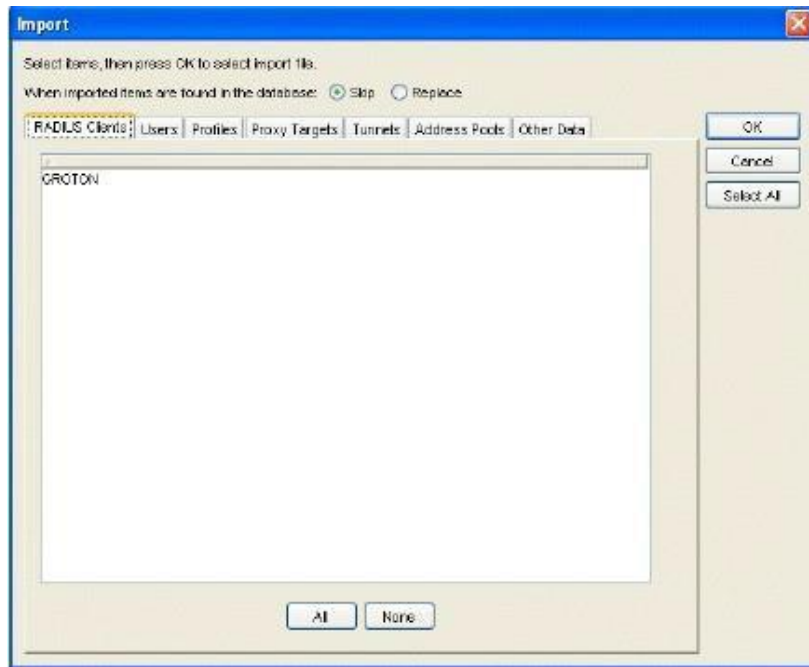 Import
Select items, then press OK to select import file.
When imported items are found in the database: Skip Replace
RADIUS Clients Users Profiles Proxy Targets Tunnels Address Pools Other Data
OK
Cancel
Select All
GROTON
All None